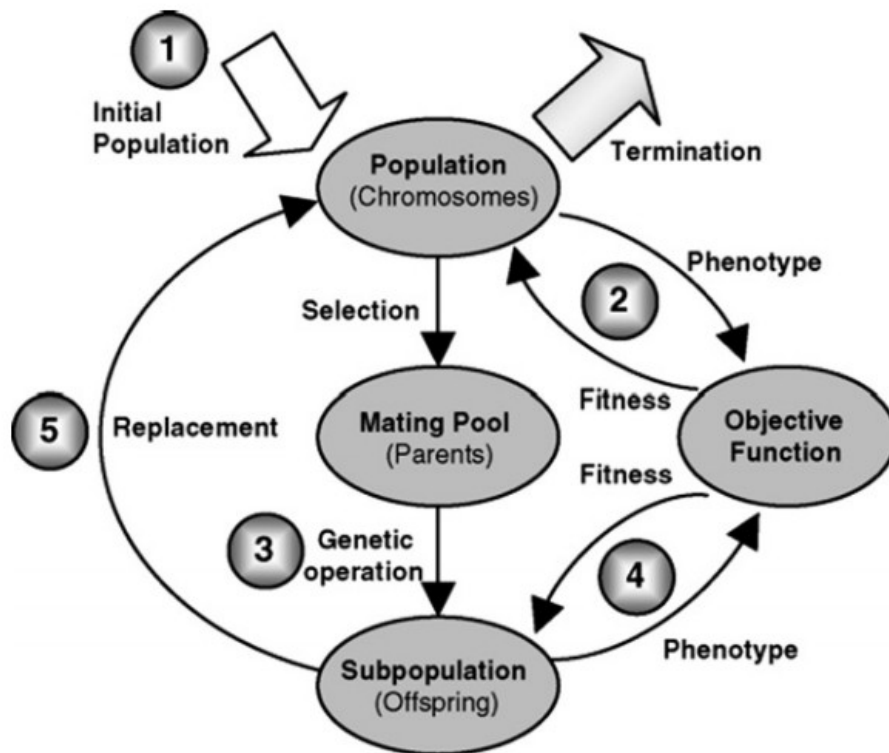 1
Initial
Population
Population
(Chromosomes)
Termination
Phenotype
2
Selection
Fitness
Mating Pool
(Parents)
Objective
Function
5
Replacement
Fitness
3
Genetic
operation
4
Subpopulation
(Offspring)
Phenotype